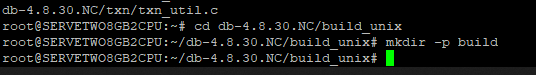 db-4.8.30.NC/txn/txn_util.c
root@SERVETWO8GB2CPU:~# cd db-4.8.30.NC/build_unix
root@SERVETWO8GB2CPU:~/db-4.8.30.NC/build_unix# mkdir -p build
root@SERVETWO8GB2CPU:~/db-4.8.30.NC/build_unix#